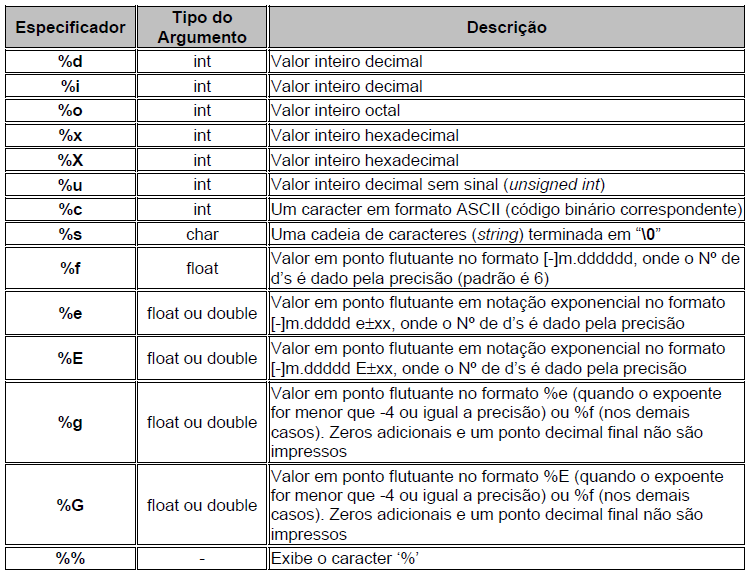 Especificador Tipo do Argumento Descrição
%d int Valor inteiro decimal
%i int Valor inteiro decimal
%o int Valor inteiro octal
%x int Valor inteiro hexadecimal
%X int Valor inteiro hexadecimal
%u int Valor inteiro decimal sem sinal (unsigned int)
%c int Um caracter em formato ASCII (código binário correspondente)
%s char Uma cadeia de caracteres (string) terminada em “\0”
%f float Valor em ponto flutuante no formato [-]m.dddddd, onde o Nº de
d’s é dado pela precisão (padrão é 6)
%e float ou double Valor em ponto flutuante em notação exponencial no formato
[-]m.ddddd e±xx, onde o Nº de d’s é dado pela precisão
%E float ou double Valor em ponto flutuante em notação exponencial no formato
[-]m.ddddd E±xx, onde o Nº de d’s é dado pela precisão
%g float ou double Valor em ponto flutuante no formato %e (quando o expoente
for menor que -4 ou igual a precisão) ou %f (nos demais
casos). Zeros adicionais e um ponto decimal final não são
impressos
%G float ou double Valor em ponto flutuante no formato %E (quando o expoente
for menor que -4 ou igual a precisão) ou %f (nos demais
casos). Zeros adicionais e um ponto decimal final não são
impressos
%% - Exibe o caracter ‘%’